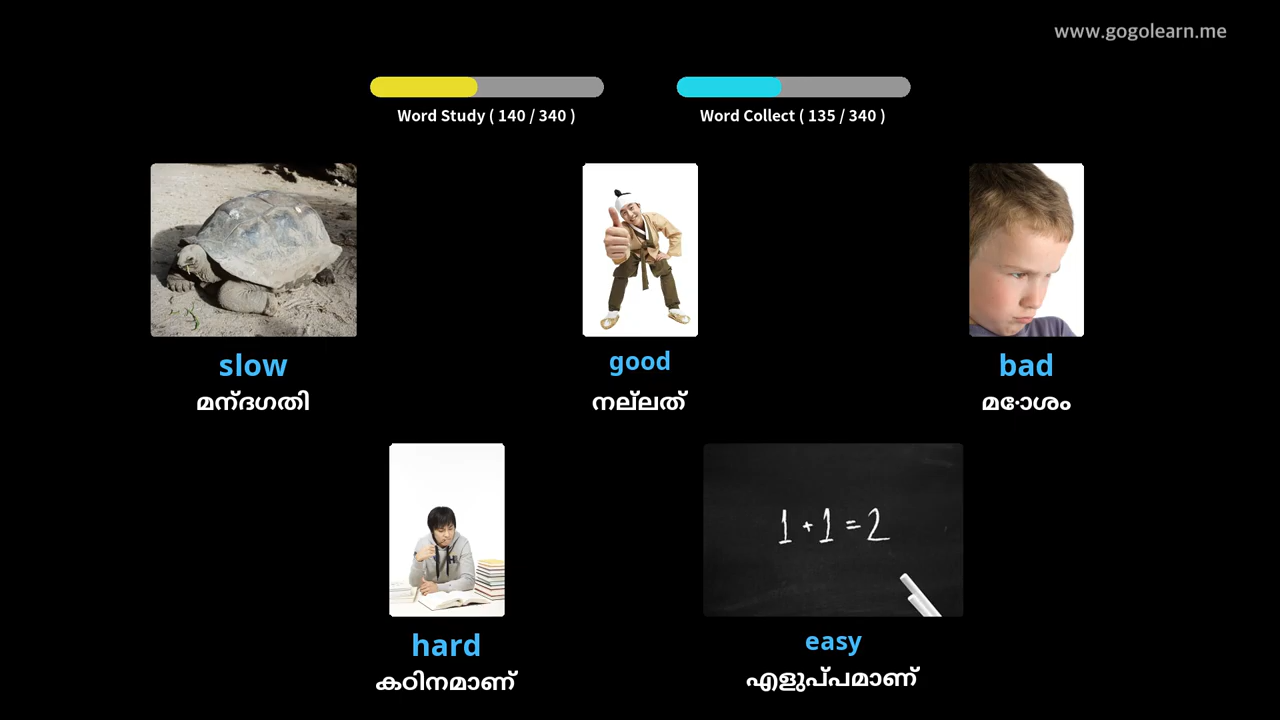 www.gogolearn.me
Word Study ( 140 / 340 )
Word Collect ( 135 / 340 )
slow
മന്ദഗതി
good
നല്ലത്
bad
മോശം
1 + 1 = 2
hard
കഠിനമാണ്
easy
എളുപ്പമാണ്